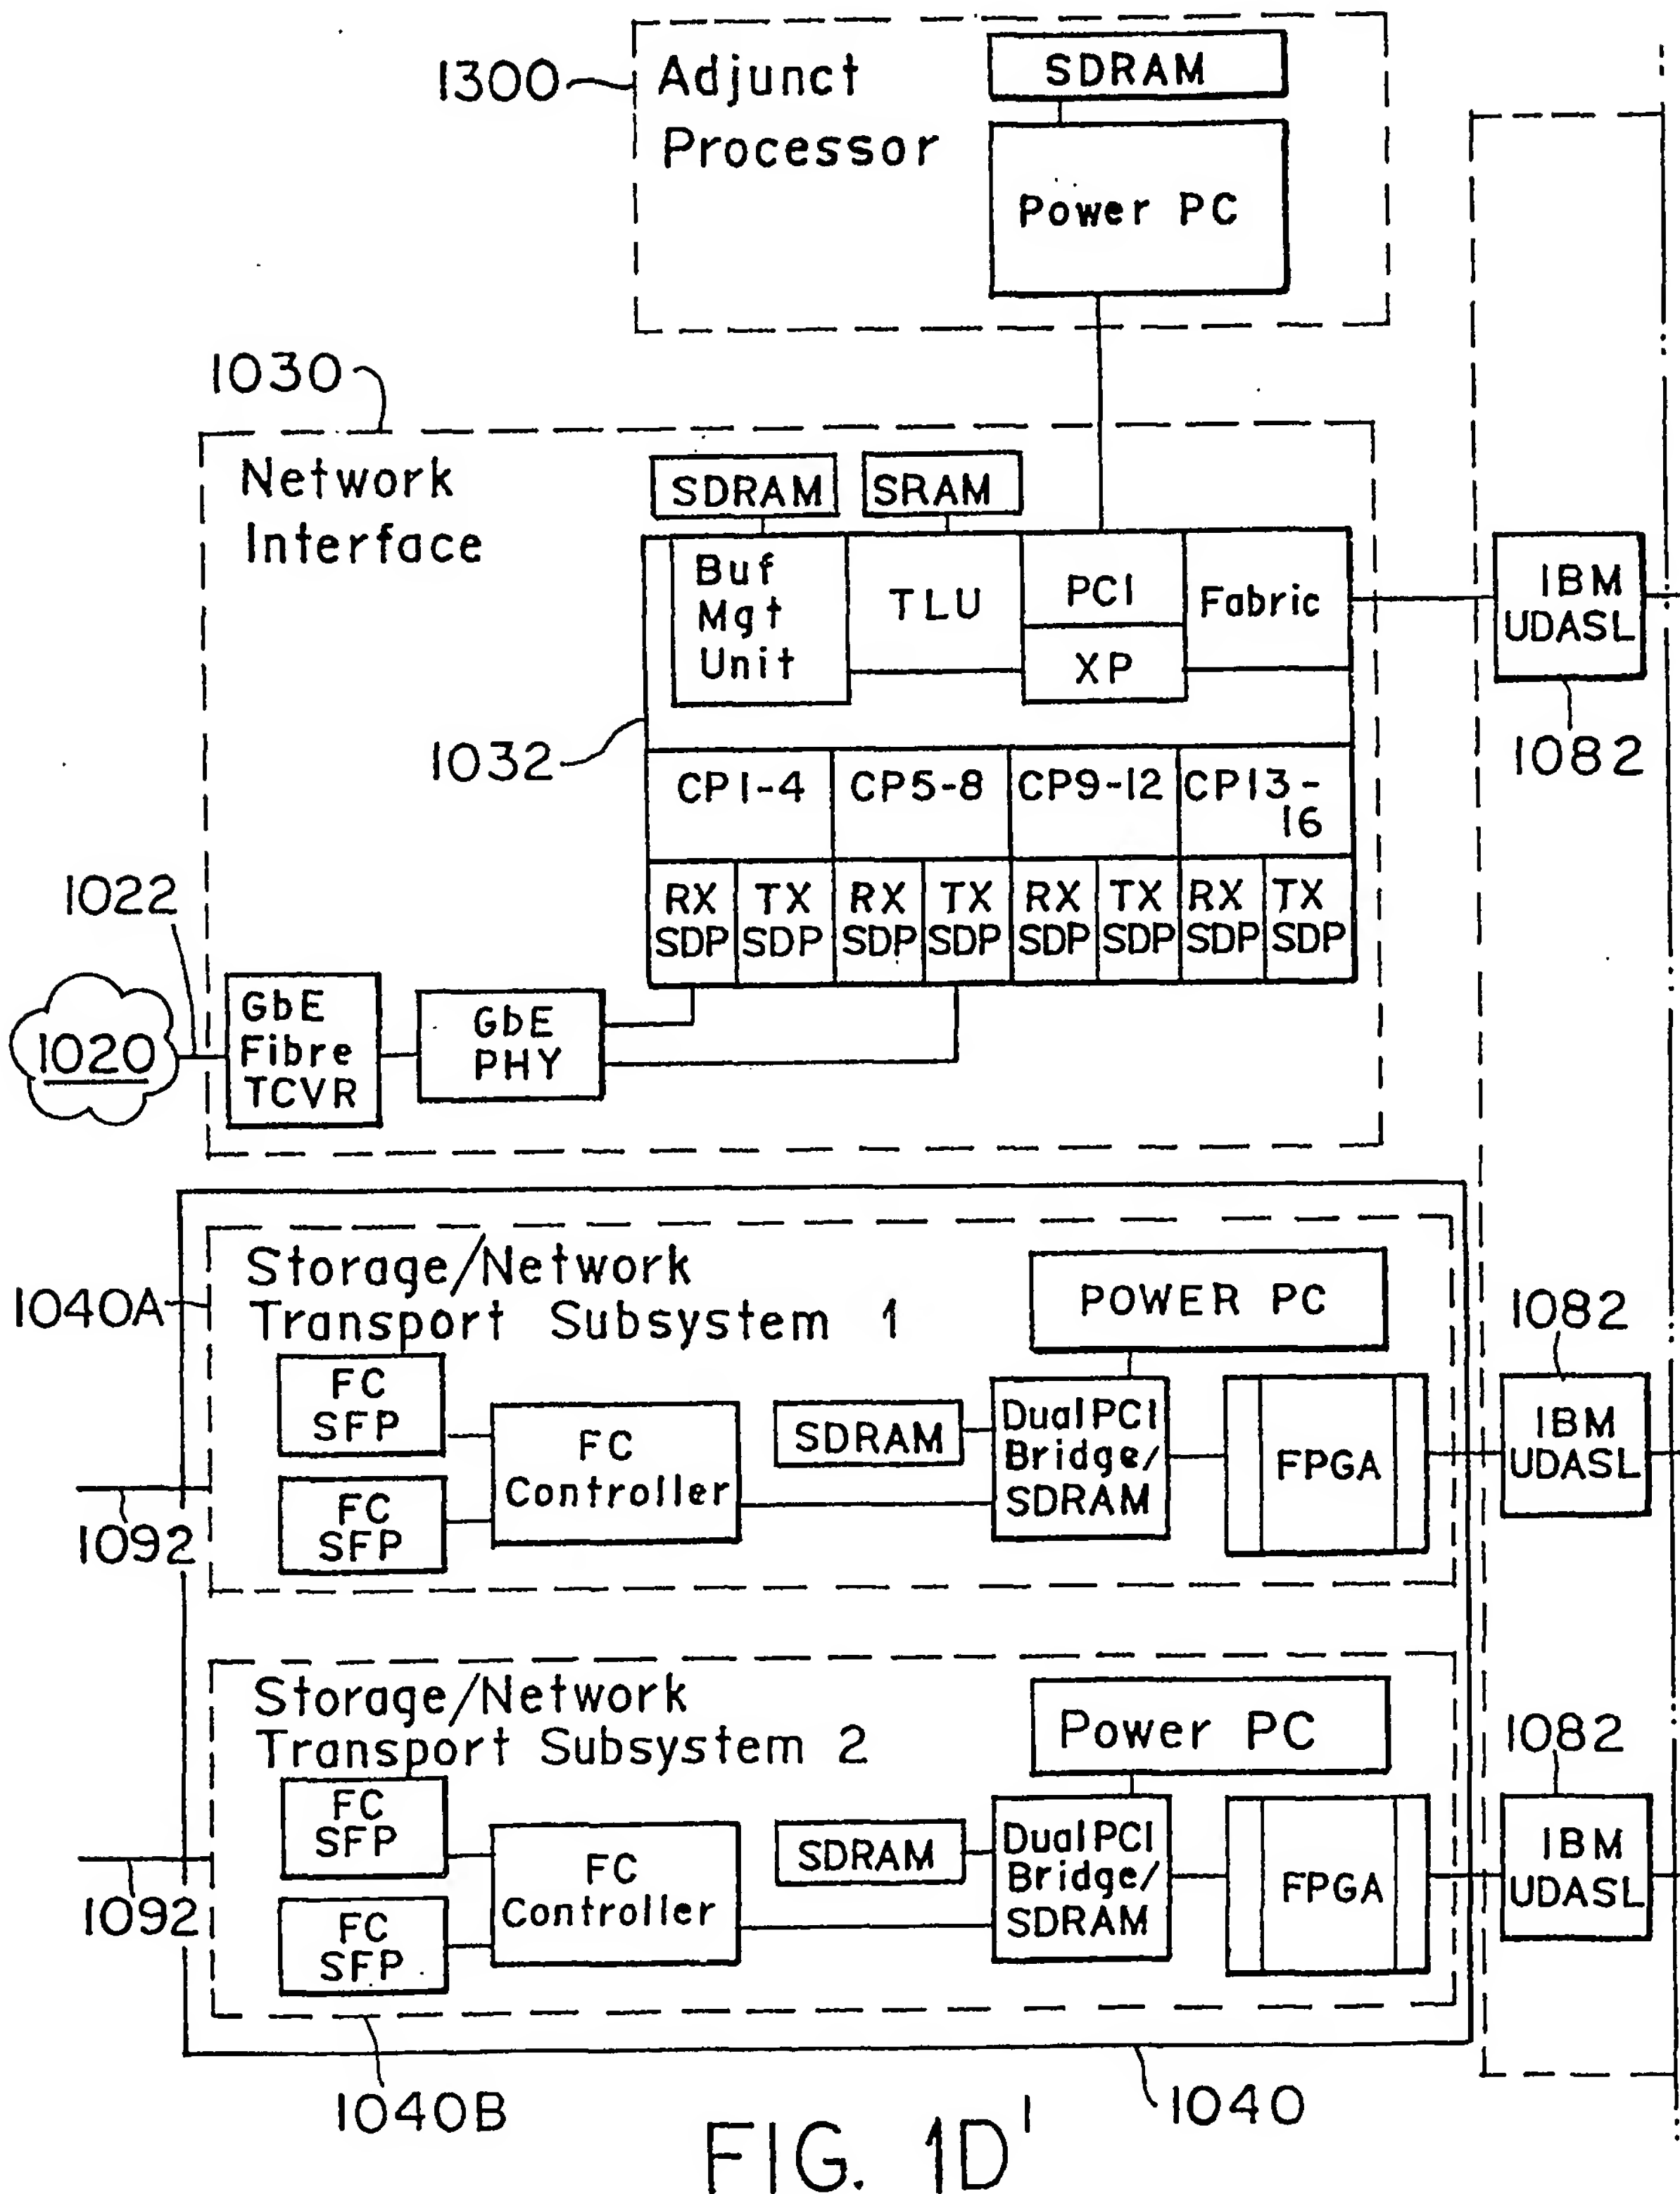 1300
Adjunct
Processor
SDRAM
Power PC
1030
Network
Interface
SDRAM
SRAM
Buf
Mgt
Unit
TLU
PCI
XP
Fabric
IBM
UDASL
1082
1032
CP1-4
CP5-8
CP9-12
CP13-
16
RX
SDP
TX
SDP
RX
SDP
TX
SDP
RX
SDP
TX
SDP
RX
SDP
TX
SDP
1022
1020
GbE
Fibre
TCVR
GbE
PHY
1040A
Storage/Network
Transport Subsystem 1
POWER PC
1082
FC
SFP
FC
SFP
FC
Controller
SDRAM
Dual PCI
Bridge/
SDRAM
FPGA
IBM
UDASL
1092
Storage/Network
Transport Subsystem 2
Power PC
1082
FC
SFP
FC
SFP
FC
Controller
SDRAM
Dual PCI
Bridge/
SDRAM
FPGA
IBM
UDASL
1092
1040B
1040
FIG. 1D'